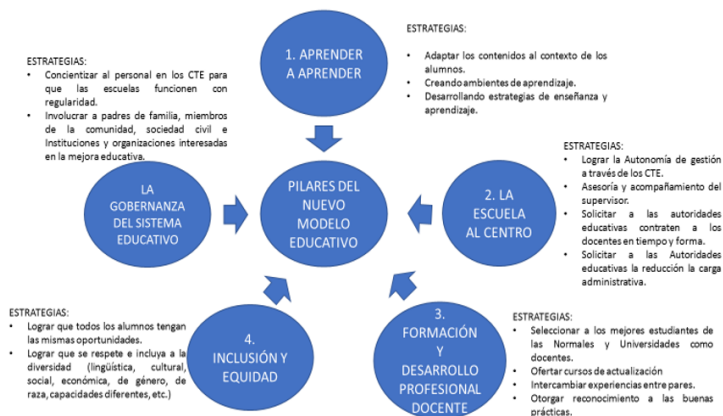 1. APRENDER
A APRENDER
ESTRATEGIAS:
• Adaptar los contenidos al contexto de los
alumnos.
• Creando ambientes de aprendizaje.
• Desarrollando estrategias de enseñanza y
aprendizaje.
ESTRATEGIAS:
• Concientizar al personal en los CTE para
que las escuelas funcionen con
regularidad.
• Involucrar a padres de familia, miembros
de la comunidad, sociedad civil e
Instituciones y organizaciones interesadas
en la mejora educativa.
LA
GOBERNANZA
DEL SISTEMA
EDUCATIVO
PILARES DEL
NUEVO
MODELO
EDUCATIVO
2. LA
ESCUELA
AL CENTRO
ESTRATEGIAS:
• Lograr la Autonomía de gestión
a través de los CTE.
• Asesoría y acompañamiento del
supervisor.
• Solicitar a las autoridades
educativas contraten a los
docentes en tiempo y forma.
• Solicitar a las Autoridades
educativas la reducción la carga
administrativa.
ESTRATEGIAS:
• Lograr que todos los alumnos tengan
las mismas oportunidades.
• Lograr que se respete e incluya a la
diversidad (lingüística, cultural,
social, económica, de género, de
raza, capacidades diferentes, etc.)
4.
INCLUSIÓN Y
EQUIDAD
3.
FORMACIÓN
Y
DESARROLLO
PROFESIONAL
DOCENTE
ESTRATEGIAS:
• Seleccionar a los mejores estudiantes de
las Normales y Universidades como
docentes.
• Ofertar cursos de actualización
• Intercambiar experiencias entre pares.
• Otorgar reconocimiento a las buenas
prácticas.